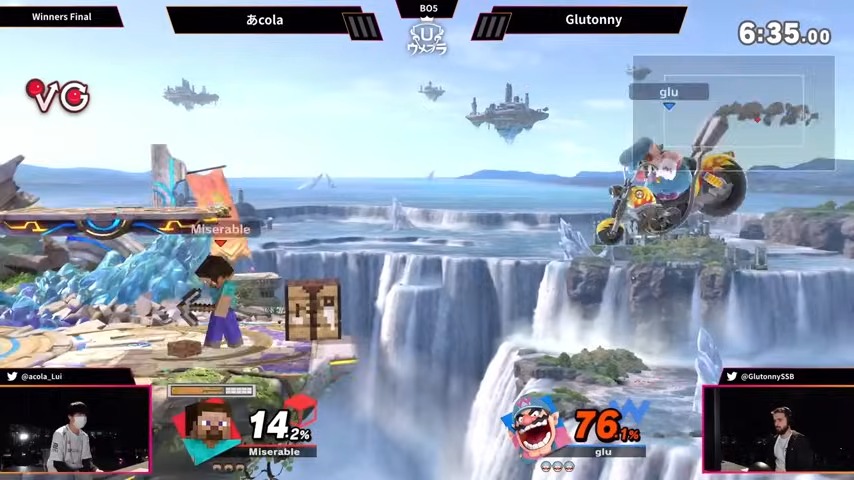 Winners Final
あcola
BO5
Glutonny
ウメブラ
6:35.00
VG
glu
Miserable
@acola_Lui
@GlutonnySSB
14.2%
Miserable
76.1%
glu